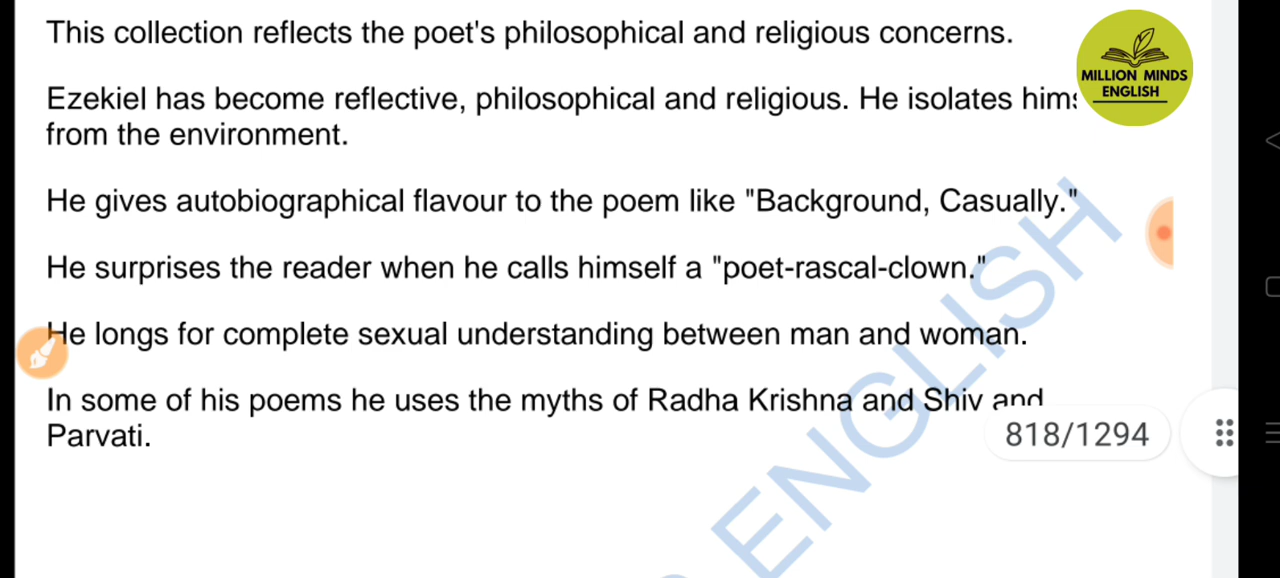 This collection reflects the poet's philosophical and religious concerns.
MILLION MINDS
ENGLISH
Ezekiel has become reflective, philosophical and religious. He isolates
from the environment.
He gives autobiographical flavour to the poem like "Background, Casually."
He surprises the reader when he calls himself a "poet-rascal-clown."
He longs for complete sexual understanding between man and woman.
In some of his poems he uses the myths of Radha Krishna and Shiv and
Parvati.
818/1294
ENGLISH